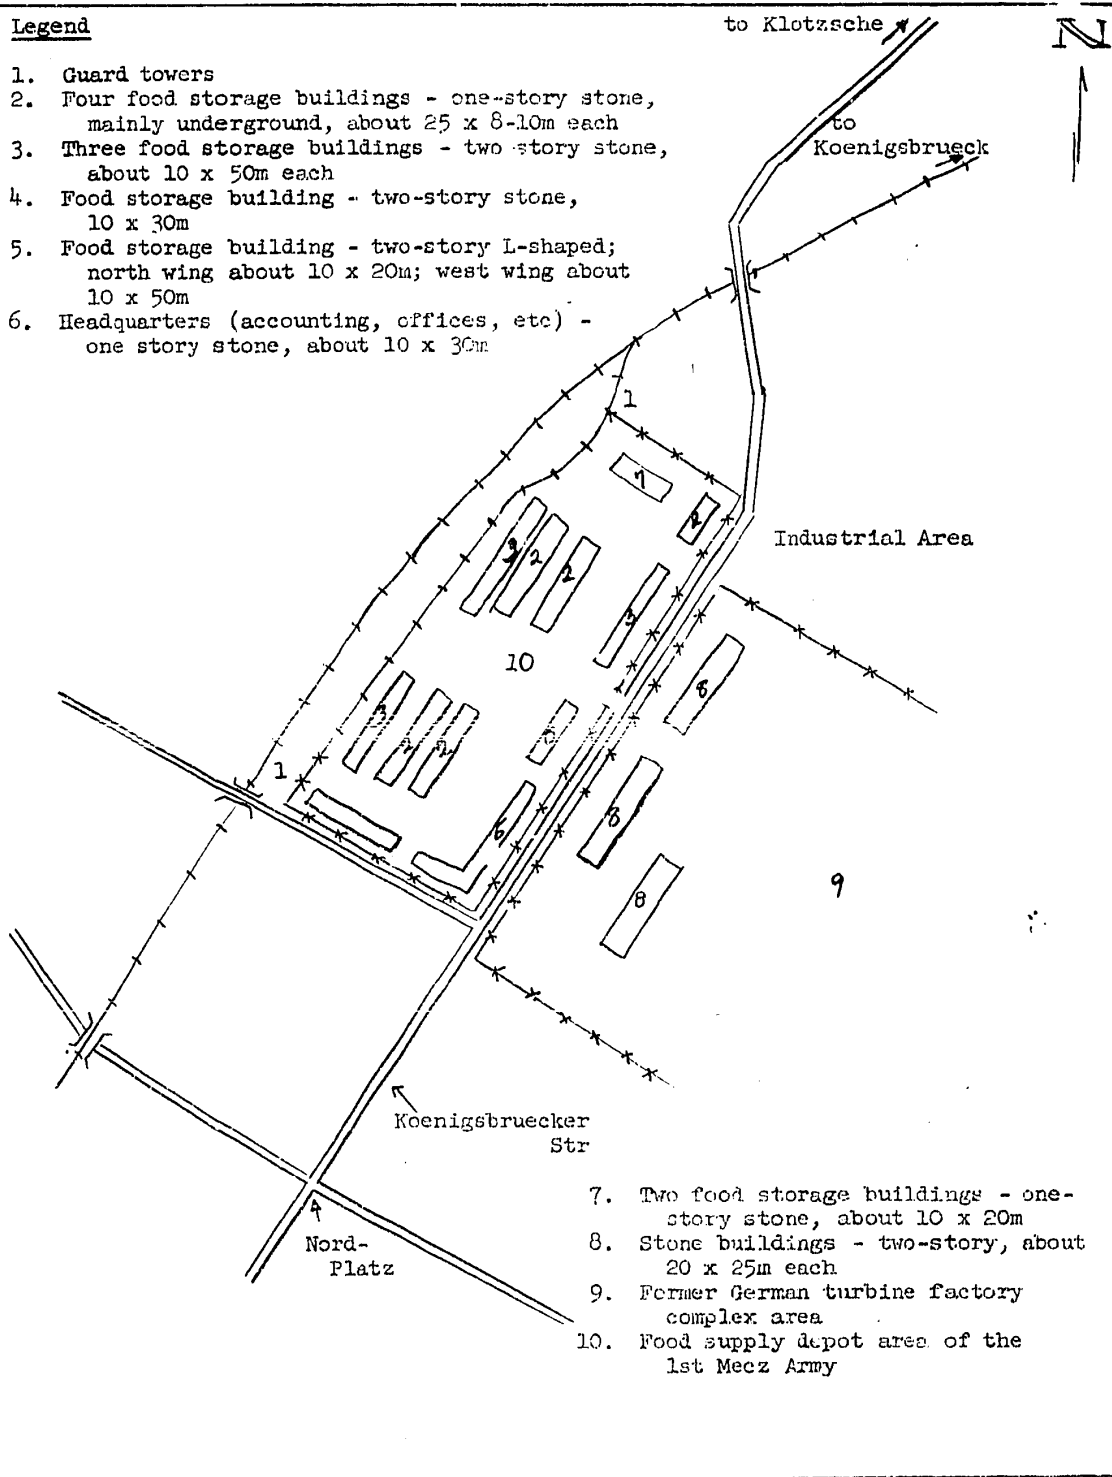 Legend
1. Guard towers
2. Four food storage buildings - one-story stone,
mainly underground, about 25 x 8-10m each
3. Three food storage buildings - two story stone,
about 10 x 50m each
4. Food storage building - two-story stone,
10 x 30m
5. Food storage building - two-story L-shaped;
north wing about 10 x 20m; west wing about
10 x 50m
6. Headquarters (accounting, offices, etc) -
one story stone, about 10 x 30m
to Klotzsche
N
to
Koenigsbrueck
1
7
Industrial Area
3
2
2
3
10
8
3
2
2
1
8
8
9
Koenigsbruecker
Str
Nord-
Platz
7. Two food storage buildings - one-
story stone, about 10 x 20m
8. Stone buildings - two-story, about
20 x 25m each
9. Former German turbine factory
complex area
10. Food supply depot area of the
1st Mecz Army